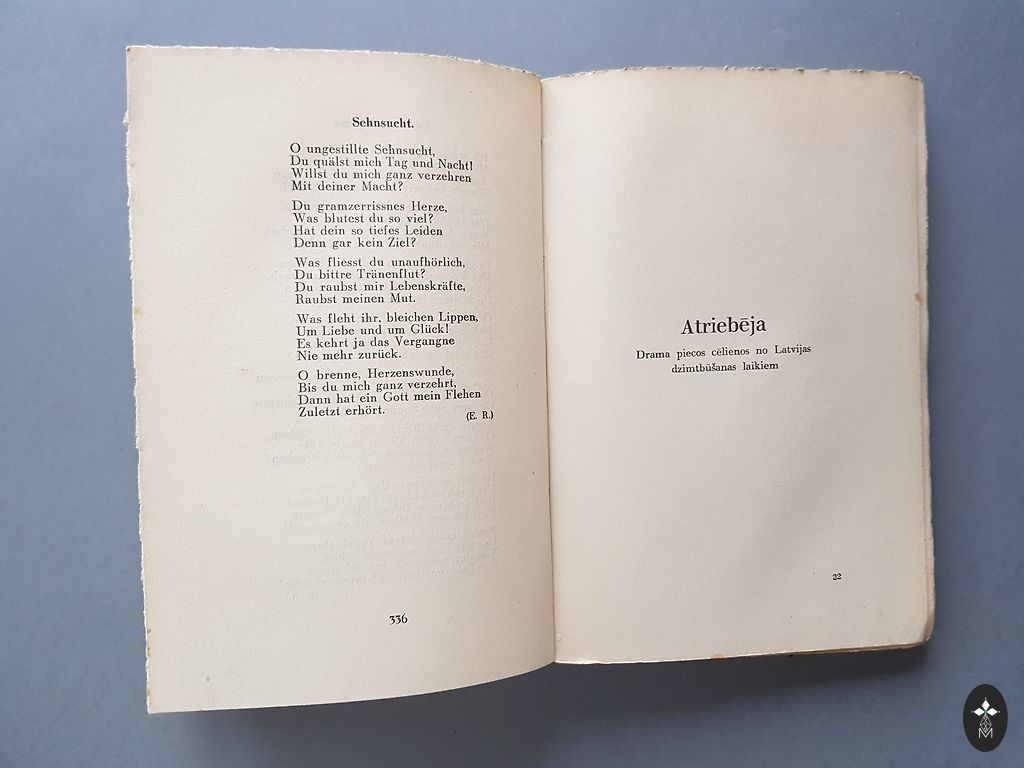 Sehnsucht.
O ungestillte Sehnsucht,
Du quälst mich Tag und Nacht!
Willst du mich ganz verzehren
Mit deiner Macht?
Du gramzerrissnes Herze,
Was blutest du so viel?
Hat dein so tiefes Leiden
Denn gar kein Ziel?
Was fliesst du unaufhörlich,
Du bittre Tränenflut?
Du raubst mir Lebenskräfte,
Raubst meinen Mut.
Was fleht ihr, bleichen Lippen,
Um Liebe und um Glück!
Es kehrt ja das Vergangne
Nie mehr zurück.
O brenne, Herzenswunde,
Bis du mich ganz verzehrt,
Dann hat ein Gott mein Flehen
Zuletzt erhört.
(E. R.)
336
Atriebēja
Drama piecos cēlienos no Latvijas
dzimtbūšanas laikiem
22
M